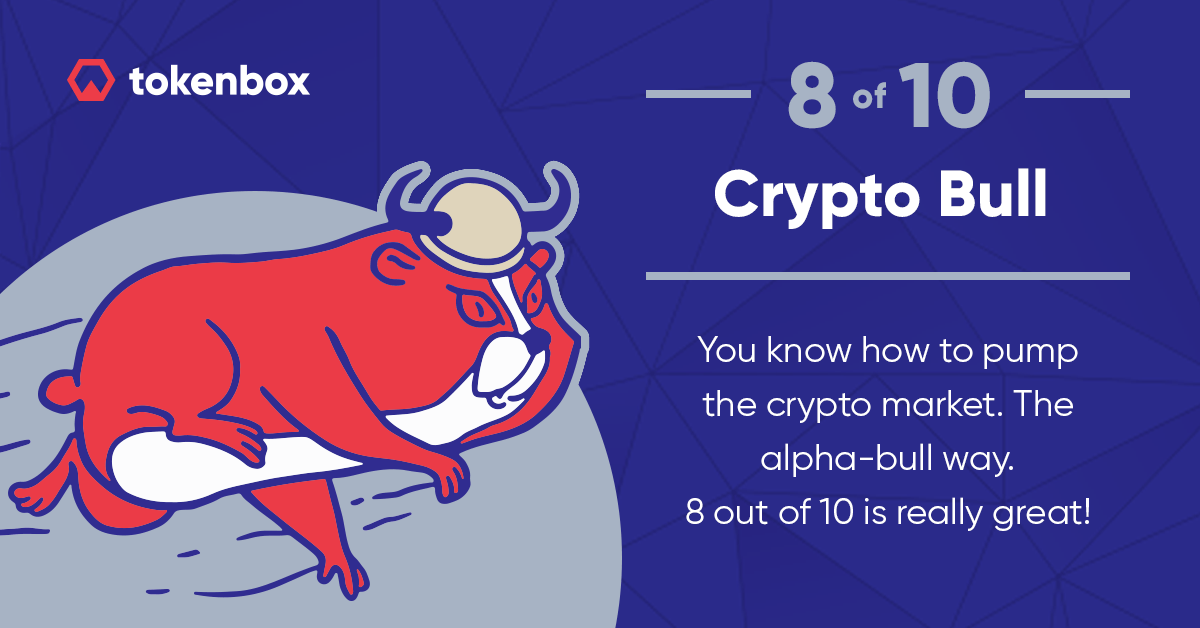 tokenbox
8 of 10
Crypto Bull
You know how to pump
the crypto market. The
alpha-bull way.
8 out of 10 is really great!